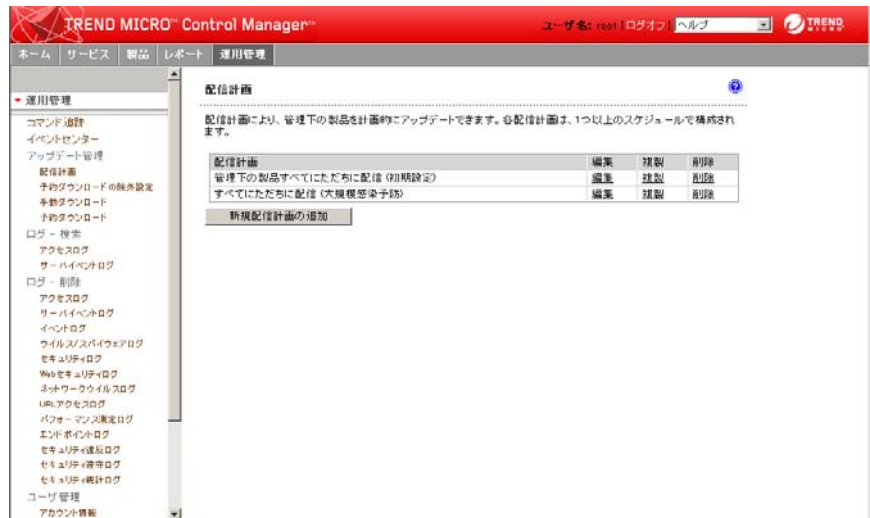 TREND MICRO™ Control Manager™
ユーザ名: root | ログオフ | ヘルプ
TREND MICRO
ホーム サービス 製品 レポート 運用管理
運用管理
コマンド追跡
イベントセンター
アップデート管理
配信計画
予約ダウンロードの除外設定
手動ダウンロード
予約ダウンロード
ログ - 検索
アクセスログ
サーバイベントログ
ログ - 削除
アクセスログ
サーバイベントログ
イベントログ
ウイルス/スパイウェアログ
セキュリティログ
Webセキュリティログ
ネットワークウイルスログ
URLアクセスログ
パフォーマンス測定ログ
エンドポイントログ
セキュリティ違反ログ
セキュリティ遵守ログ
セキュリティ統計ログ
ユーザ管理
アカウント情報
配信計画
配信計画により、管理下の製品を計画的にアップデートできます。各配信計画は、1つ以上のスケジュールで構成され
ます。
配信計画 編集 複製 削除
管理下の製品すべてにただちに配信 (初期設定) 編集 複製 削除
すべてにただちに配信 (大規模感染予防) 編集 複製 削除
新規配信計画の追加